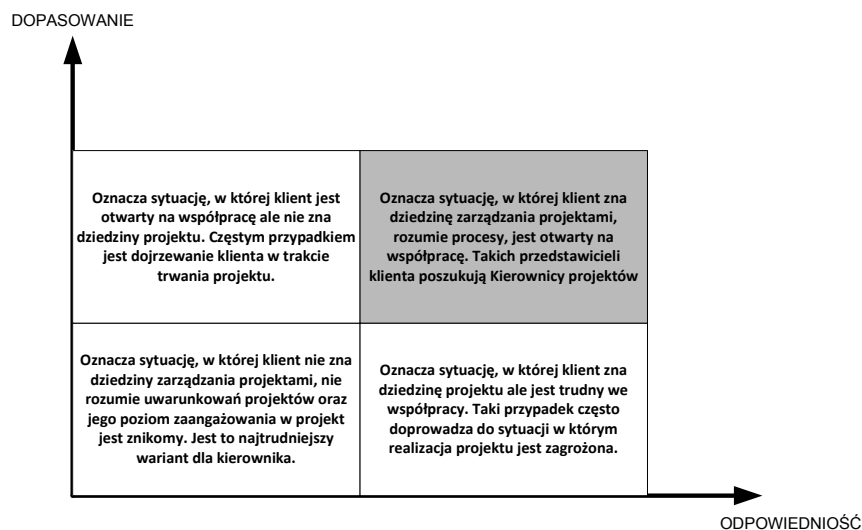 DOPASOWANIE
Oznacza sytuację, w której klient jest
otwarty na współpracę ale nie zna
dziedziny projektu. Częstym przypadkiem
jest dojrzewanie klienta w trakcie
trwania projektu.
Oznacza sytuację, w której klient zna
dziedzinę zarządzania projektami,
rozumie procesy, jest otwarty na
współpracę. Takich przedstawicieli
klienta poszukują Kierownicy projektów
Oznacza sytuację, w której klient nie zna
dziedziny zarządzania projektami, nie
rozumie uwarunkowań projektów oraz
jego poziom zaangażowania w projekt
jest znikomy. Jest to najtrudniejszy
wariant dla kierownika.
Oznacza sytuację, w której klient zna
dziedzinę projektu ale jest trudny we
współpracy. Taki przypadek często
doprowadza do sytuacji w którym
realizacja projektu jest zagrożona.
ODPOWIEDNIOŚĆ